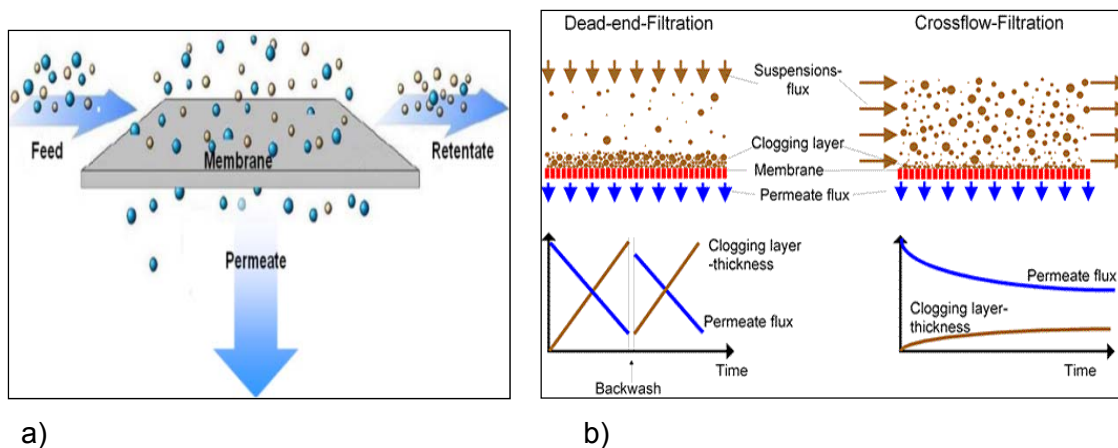 Feed
Membrane
Retentate
Permeate
a)
Dead-end-Filtration
Crossflow-Filtration
Suspensions-
flux
Clogging layer
Membrane
Permeate flux
Clogging layer
-thickness
Permeate flux
Time
Backwash
Permeate flux
Clogging layer-
thickness
Time
b)